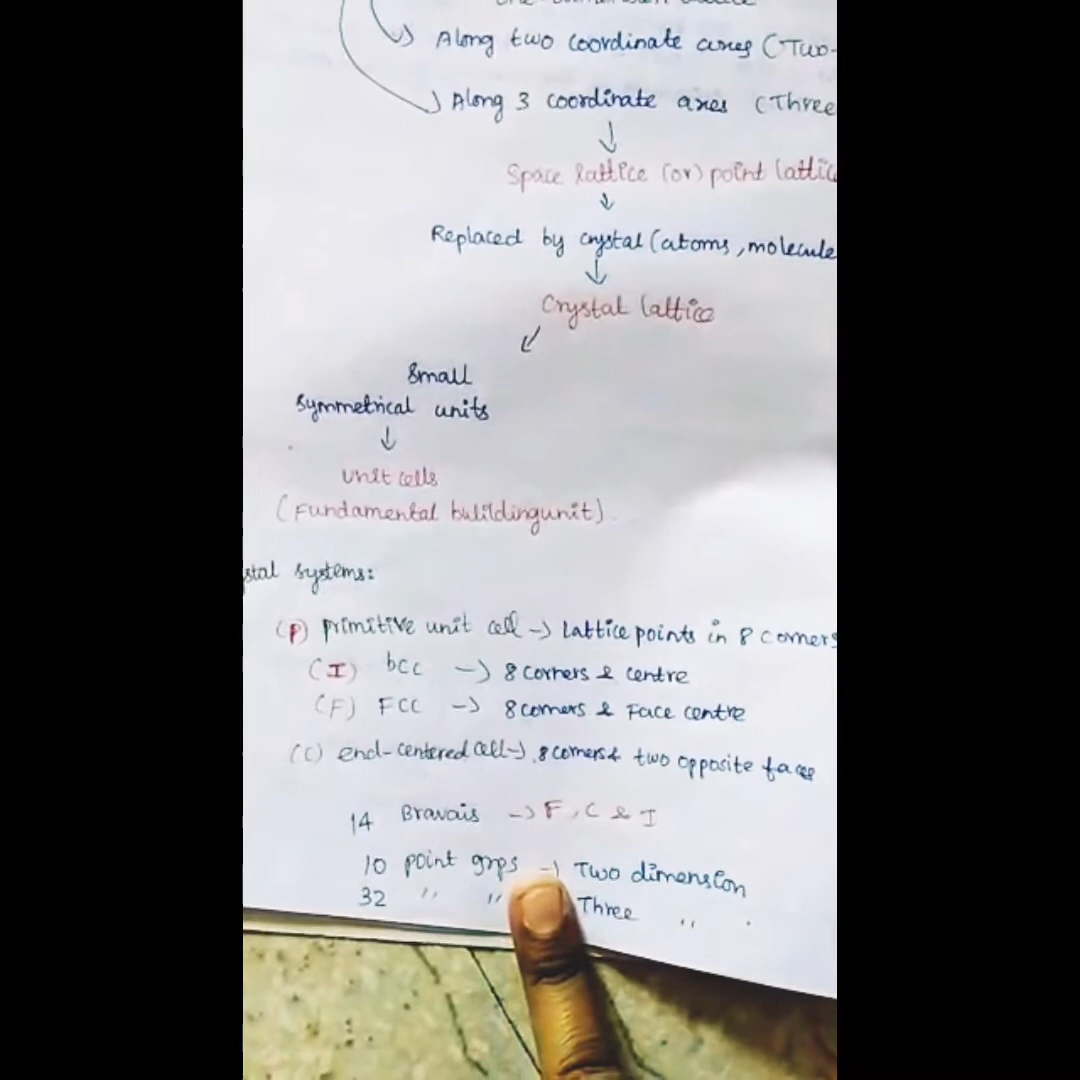 Along two coordinate axes (Two-
Along 3 coordinate axes (Three
↓
Space lattice (or) point lattic
↓
Replaced by crystal (atoms, molecule
↓
Crystal lattice
↙
Small
Symmetrical units
↓
Unit cells
(Fundamental buildingunit).
stal systems:
(P) primitive unit cell → Lattice points in 8 corners
(I) bcc → 8 corners & centre
(F) FCC → 8 corners & Face centre
(C) end-centered cell → 8 corners & two opposite faces
14 Bravais → F, C & I
10 point grps → Two dimension
32 " " Three "